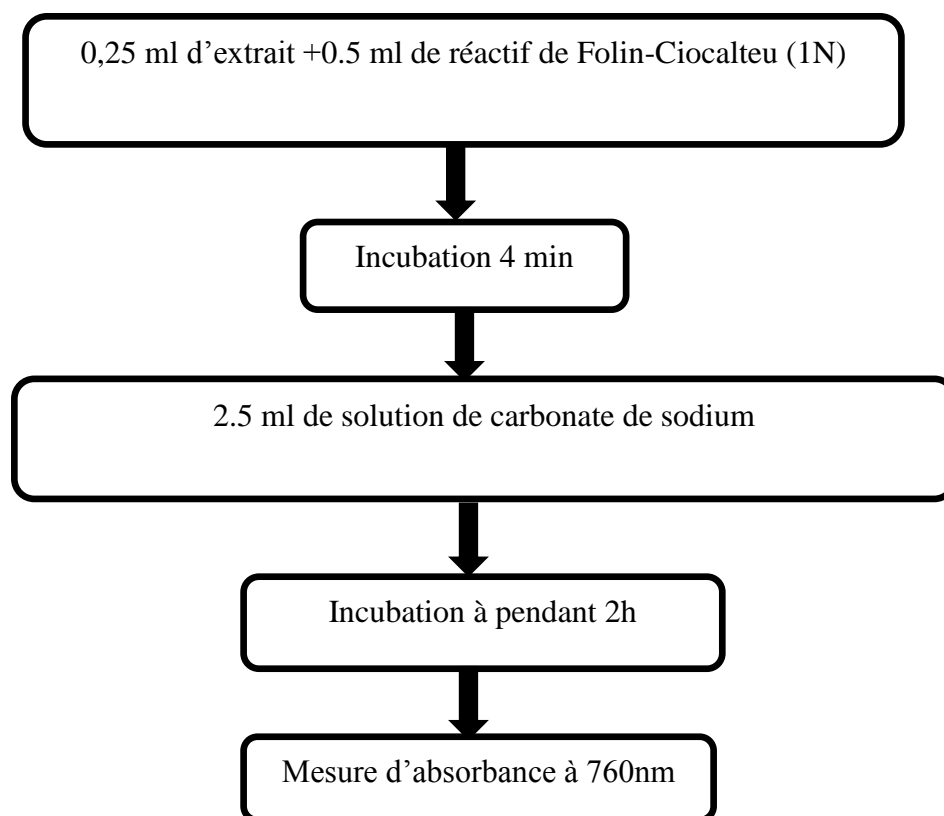 0,25 ml d’extrait +0.5 ml de réactif de Folin-Ciocalteu (1N)
Incubation 4 min
2.5 ml de solution de carbonate de sodium
Incubation à pendant 2h
Mesure d’absorbance à 760nm